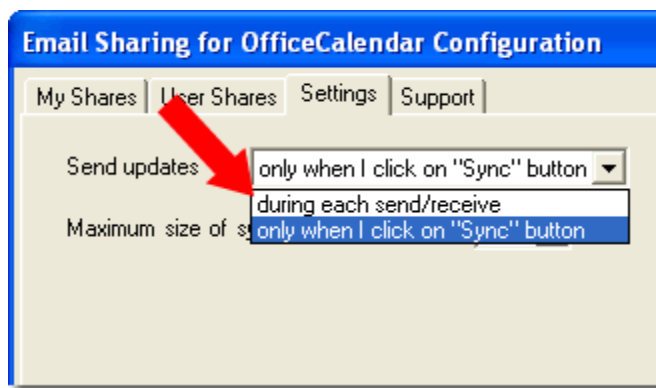 Email Sharing for OfficeCalendar Configuration
My Shares User Shares Settings Support
Send updates only when I click on "Sync" button
during each send/receive
Maximum size of only when I click on "Sync" button